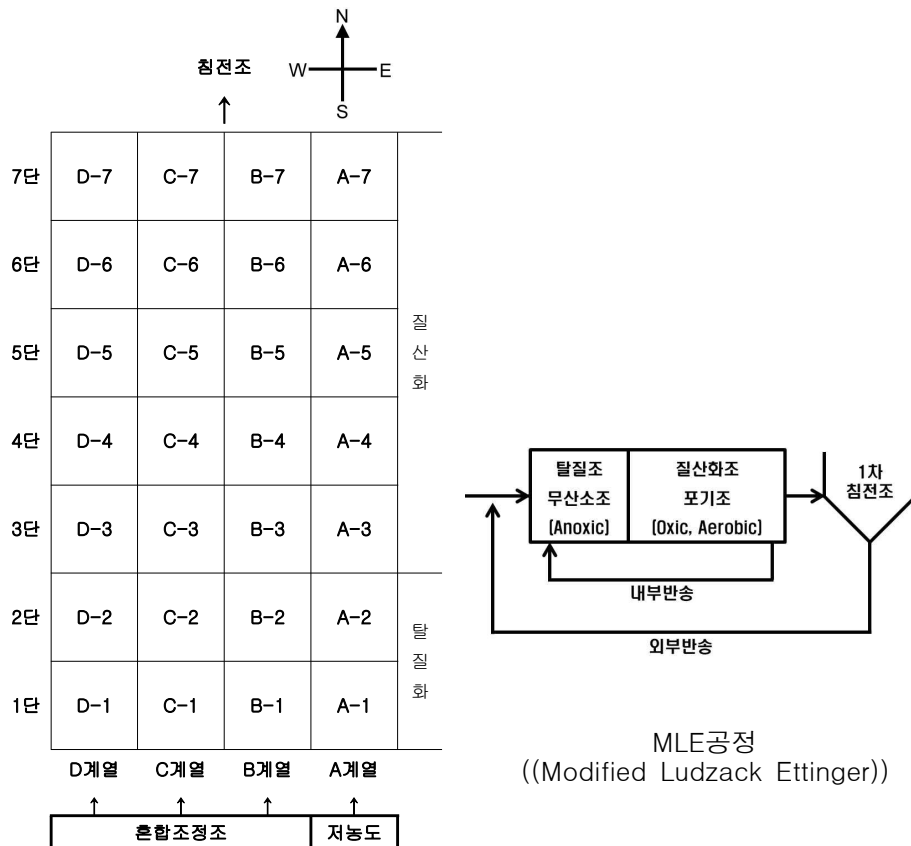 N
침전조
W
E
S
7단
D-7
C-7
B-7
A-7
6단
D-6
C-6
B-6
A-6
5단
D-5
C-5
B-5
A-5
질
산
화
4단
D-4
C-4
B-4
A-4
3단
D-3
C-3
B-3
A-3
2단
D-2
C-2
B-2
A-2
탈
질
화
1단
D-1
C-1
B-1
A-1
D계열
C계열
B계열
A계열
혼합조정조
저농도
탈질조
무산소조
(Anoxic)
질산화조
포기조
(Oxic, Aerobic)
1차
침전조
내부반송
외부반송
MLE공정
((Modified Ludzack Ettinger))